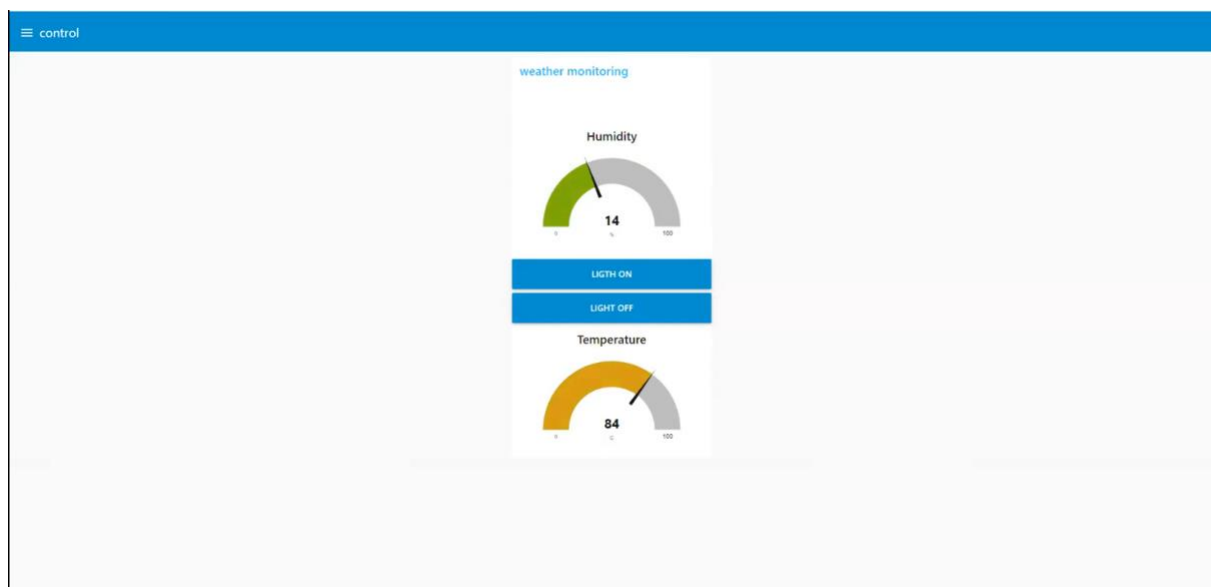 control
weather monitoring
Humidity
14
%
0 100
LIGTH ON
LIGHT OFF
Temperature
84
C
0 100